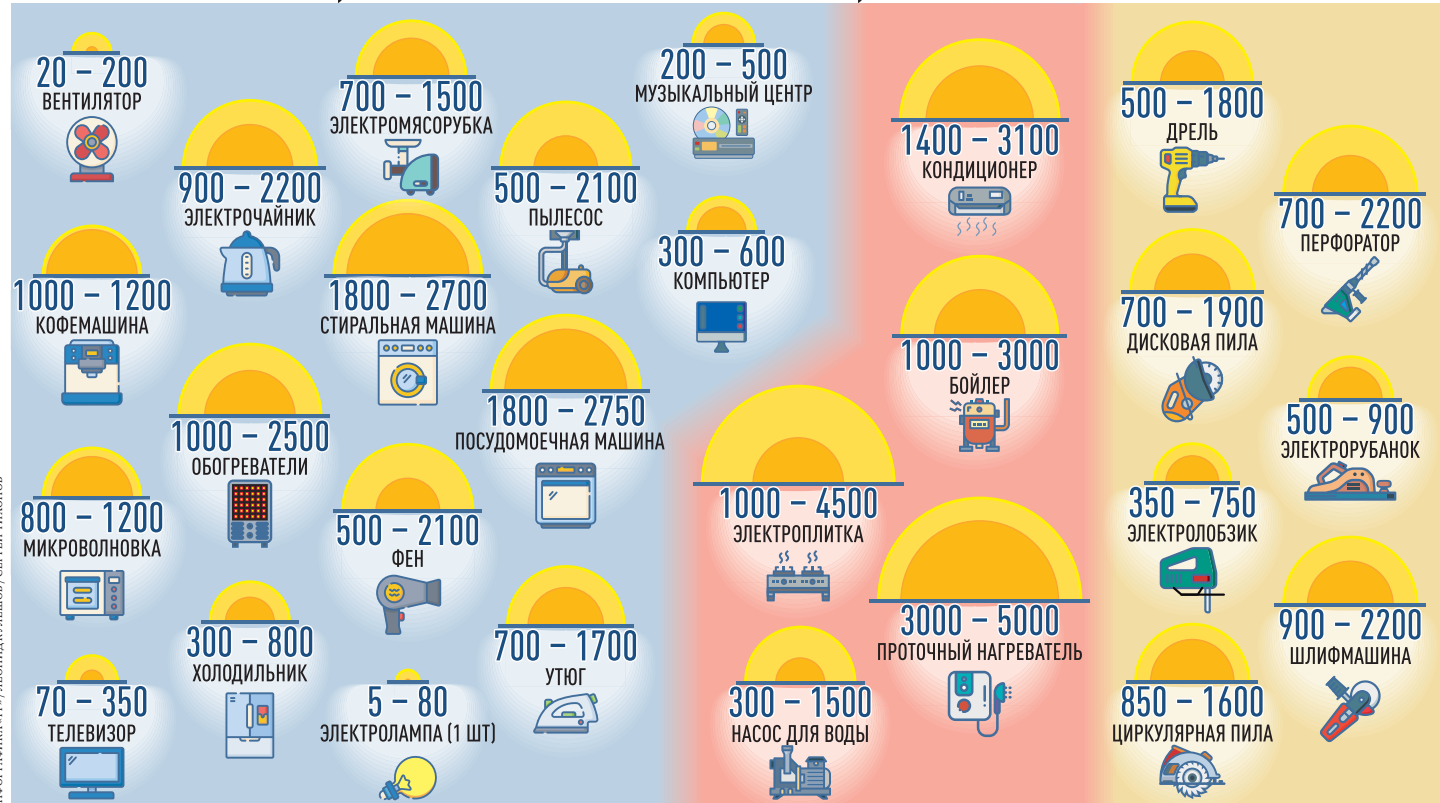 20 – 200
ВЕНТИЛЯТОР
700 – 1500
ЭЛЕКТРОМЯСОРУБКА
200 – 500
МУЗЫКАЛЬНЫЙ ЦЕНТР
900 – 2200
ЭЛЕКТРОЧАЙНИК
500 – 2100
ПЫЛЕСОС
300 – 600
КОМПЬЮТЕР
1000 – 1200
КОФЕМАШИНА
1800 – 2700
СТИРАЛЬНАЯ МАШИНА
1000 – 2500
ОБОГРЕВАТЕЛИ
1800 – 2750
ПОСУДОМОЕЧНАЯ МАШИНА
800 – 1200
МИКРОВОЛНОВКА
500 – 2100
ФЕН
300 – 800
ХОЛОДИЛЬНИК
700 – 1700
УТЮГ
70 – 350
ТЕЛЕВИЗОР
5 – 80
ЭЛЕКТРОЛАМПА (1 ШТ)
1400 – 3100
КОНДИЦИОНЕР
1000 – 3000
БОЙЛЕР
1000 – 4500
ЭЛЕКТРОПЛИТКА
3000 – 5000
ПРОТОЧНЫЙ НАГРЕВАТЕЛЬ
300 – 1500
НАСОС ДЛЯ ВОДЫ
500 – 1800
ДРЕЛЬ
700 – 2200
ПЕРФОРАТОР
700 – 1900
ДИСКОВАЯ ПИЛА
500 – 900
ЭЛЕКТРОРУБАНОК
350 – 750
ЭЛЕКТРОЛОБЗИК
900 – 2200
ШЛИФМАШИНА
850 – 1600
ЦИРКУЛЯРНАЯ ПИЛА